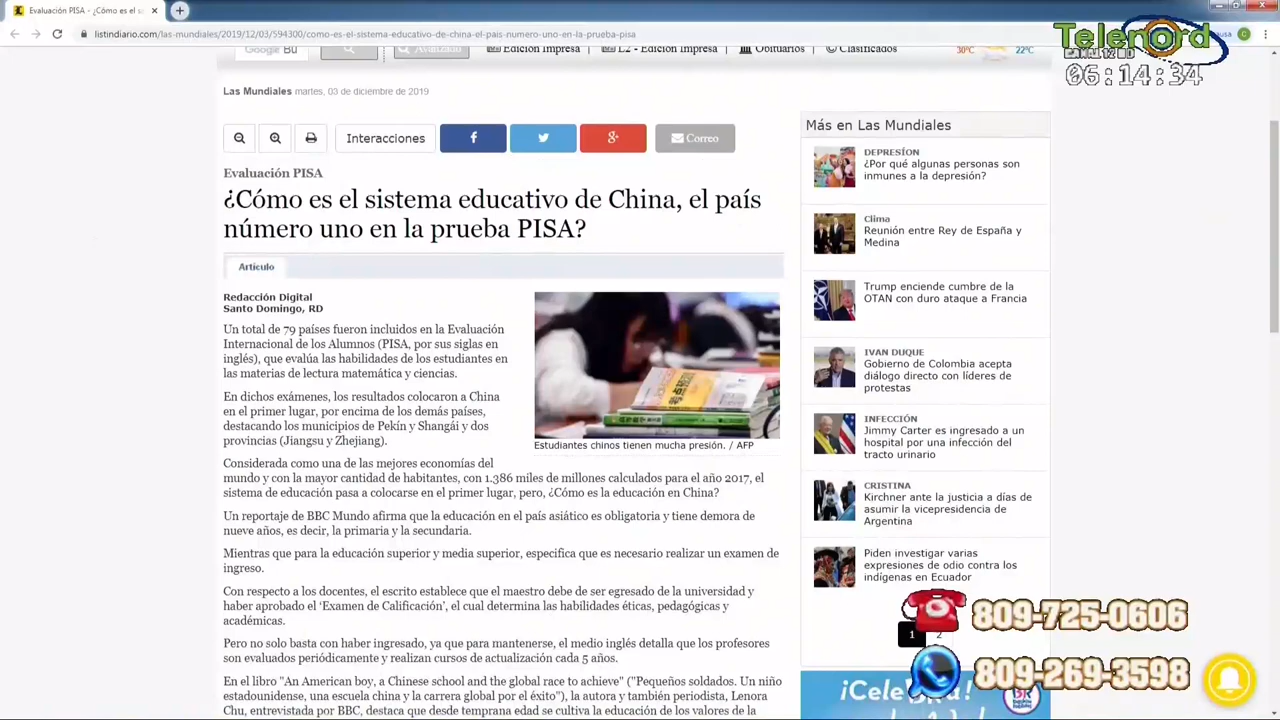 Evaluación PISA - ¿Cómo es el si
listindiario.com/las-mundiales/2019/12/03/594300/como-es-el-sistema-educativo-de-china-el-pais-numero-uno-en-la-prueba-pisa
Telenord
CANAL 12 HD
06:14:34
Google Bú
Avanzado
Edición Impresa
L2 - Edición Impresa
Obituarios
Clasificados
30°C
22°C
Las Mundiales martes, 03 de diciembre de 2019
Interacciones
Correo
Evaluación PISA
¿Cómo es el sistema educativo de China, el país
número uno en la prueba PISA?
Artículo
Redacción Digital
Santo Domingo, RD
Un total de 79 países fueron incluidos en la Evaluación
Internacional de los Alumnos (PISA, por sus siglas en
inglés), que evalúa las habilidades de los estudiantes en
las materias de lectura matemática y ciencias.
En dichos exámenes, los resultados colocaron a China
en el primer lugar, por encima de los demás países,
destacando los municipios de Pekín y Shangái y dos
provincias (Jiangsu y Zhejiang).
Estudiantes chinos tienen mucha presión. / AFP
Considerada como una de las mejores economías del
mundo y con la mayor cantidad de habitantes, con 1.386 miles de millones calculados para el año 2017, el
sistema de educación pasa a colocarse en el primer lugar, pero, ¿Cómo es la educación en China?
Un reportaje de BBC Mundo afirma que la educación en el país asiático es obligatoria y tiene demora de
nueve años, es decir, la primaria y la secundaria.
Mientras que para la educación superior y media superior, especifica que es necesario realizar un examen de
ingreso.
Con respecto a los docentes, el escrito establece que el maestro debe de ser egresado de la universidad y
haber aprobado el ‘Examen de Calificación’, el cual determina las habilidades éticas, pedagógicas y
académicas.
Pero no solo basta con haber ingresado, ya que para mantenerse, el medio inglés detalla que los profesores
son evaluados periódicamente y realizan cursos de actualización cada 5 años.
En el libro "An American boy, a Chinese school and the global race to achieve" ("Pequeños soldados. Un niño
estadounidense, una escuela china y la carrera global por el éxito"), la autora y también periodista, Lenora
Chu, entrevistada por BBC, destaca que desde temprana edad se cultiva la educación de los valores de la
Más en Las Mundiales
DEPRESÍON
¿Por qué algunas personas son
inmunes a la depresión?
Clima
Reunión entre Rey de España y
Medina
Trump enciende cumbre de la
OTAN con duro ataque a Francia
IVAN DUQUE
Gobierno de Colombia acepta
diálogo directo con líderes de
protestas
INFECCIÓN
Jimmy Carter es ingresado a un
hospital por una infección del
tracto urinario
CRISTINA
Kirchner ante la justicia a días de
asumir la vicepresidencia de
Argentina
Piden investigar varias
expresiones de odio contra los
indígenas en Ecuador
1 2
809-725-0606
809-269-3598